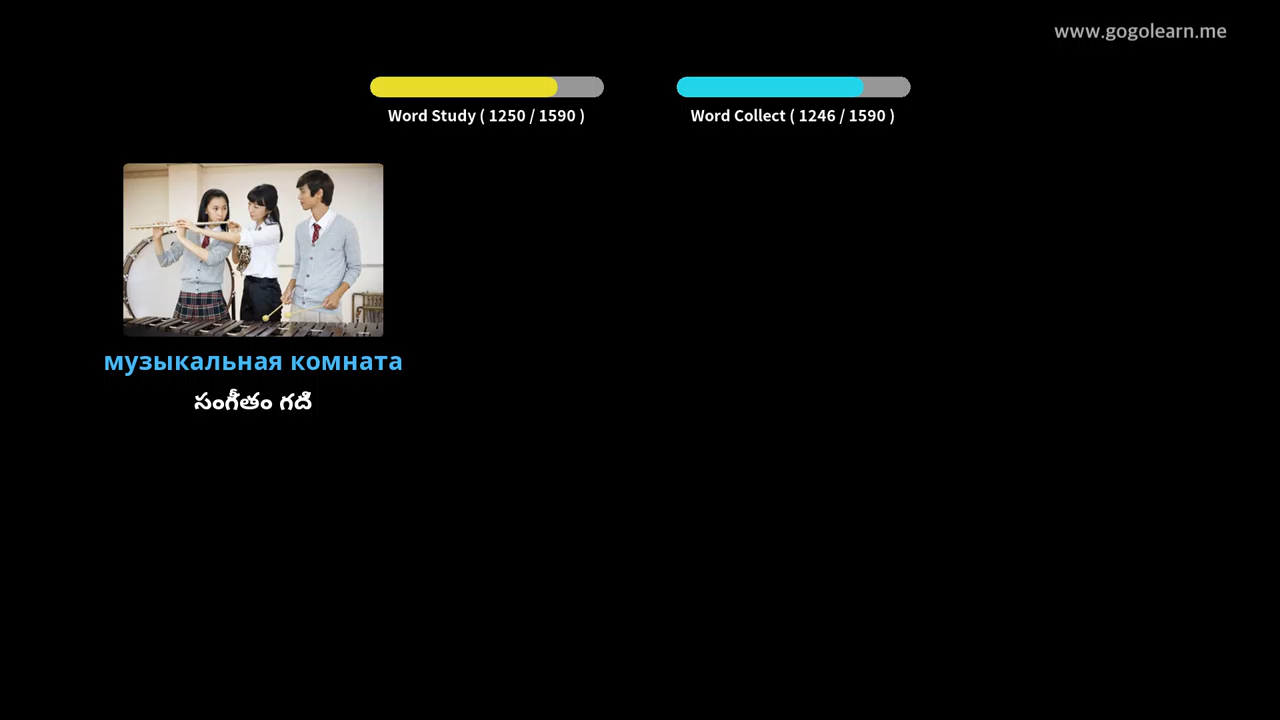 www.gogolearn.me
Word Study ( 1250 / 1590 )
Word Collect ( 1246 / 1590 )
музыкальная комната
సంగీతం గది